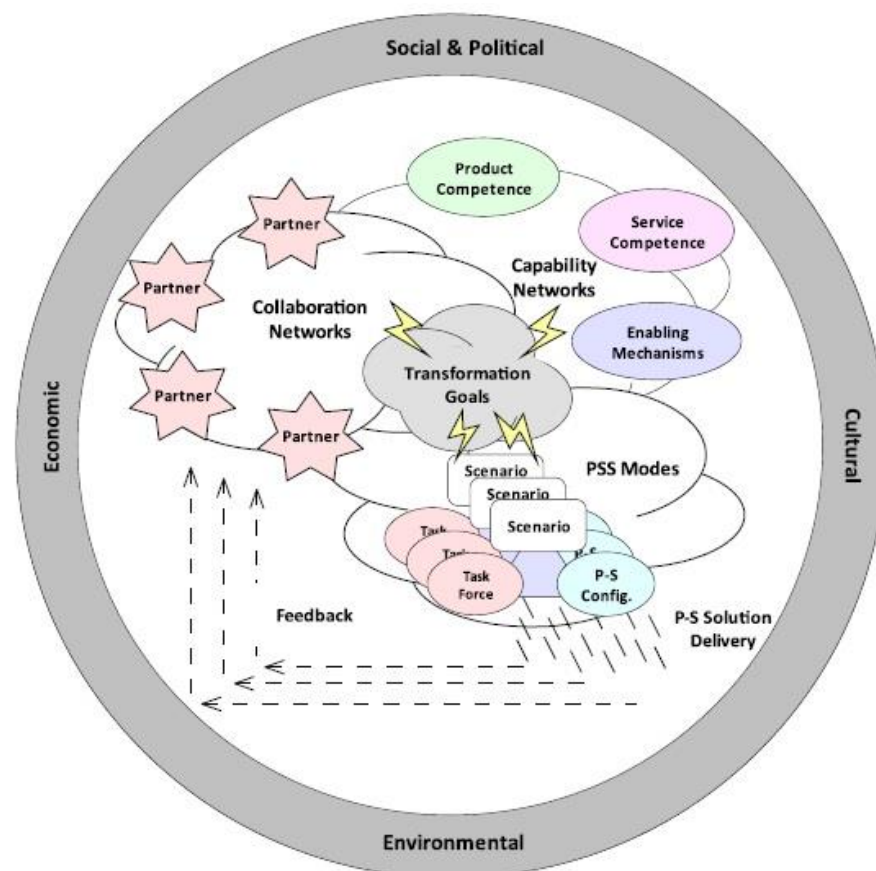 Social & Political
Product
Competence
Partner
Service
Competence
Capability
Networks
Partner
Collaboration
Networks
Enabling
Mechanisms
Transformation
Goals
Partner
Partner
Economic
Cultural
Scenario
PSS Modes
Scenario
Scenario
Task
Task
Force
P-S
P-S
Config.
Feedback
P-S Solution
Delivery
Environmental